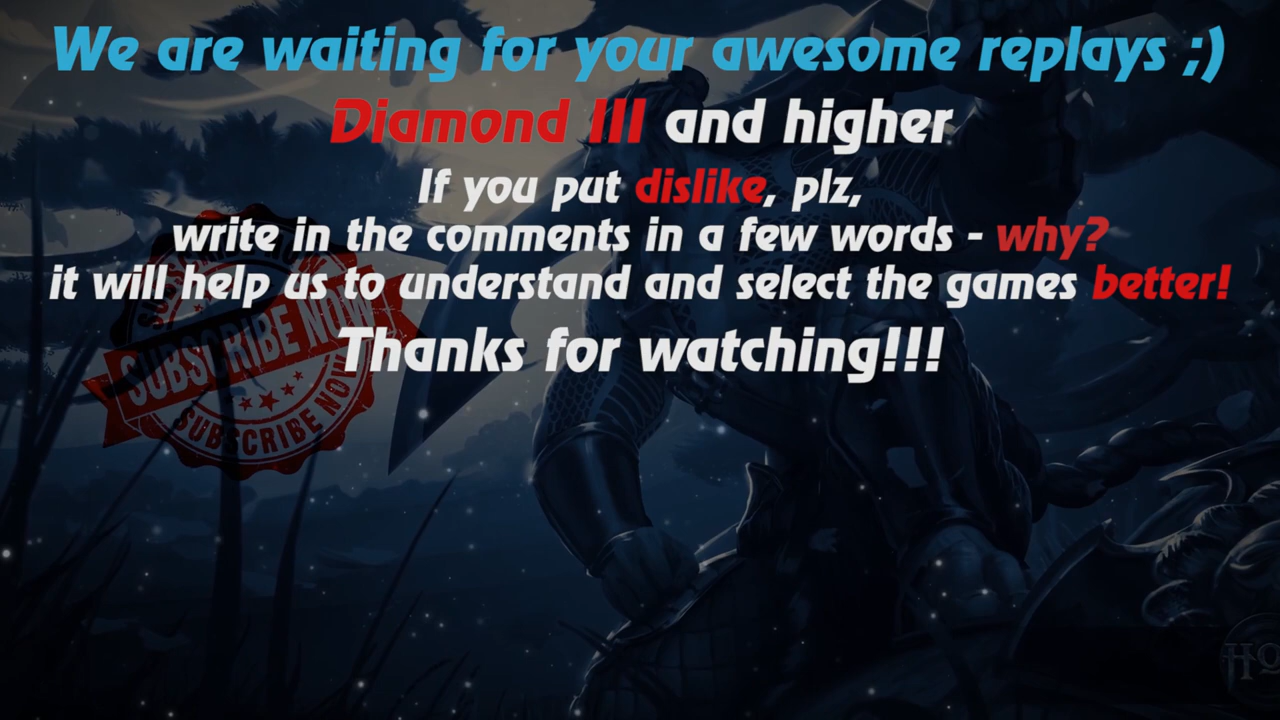 We are waiting for your awesome replays ;)
Diamond III and higher
If you put dislike, plz,
write in the comments in a few words - why?
it will help us to understand and select the games better!
Thanks for watching!!!
SUBSCRIBE NOW
SUBSCRIBE NOW
SUBSCRIBE NOW